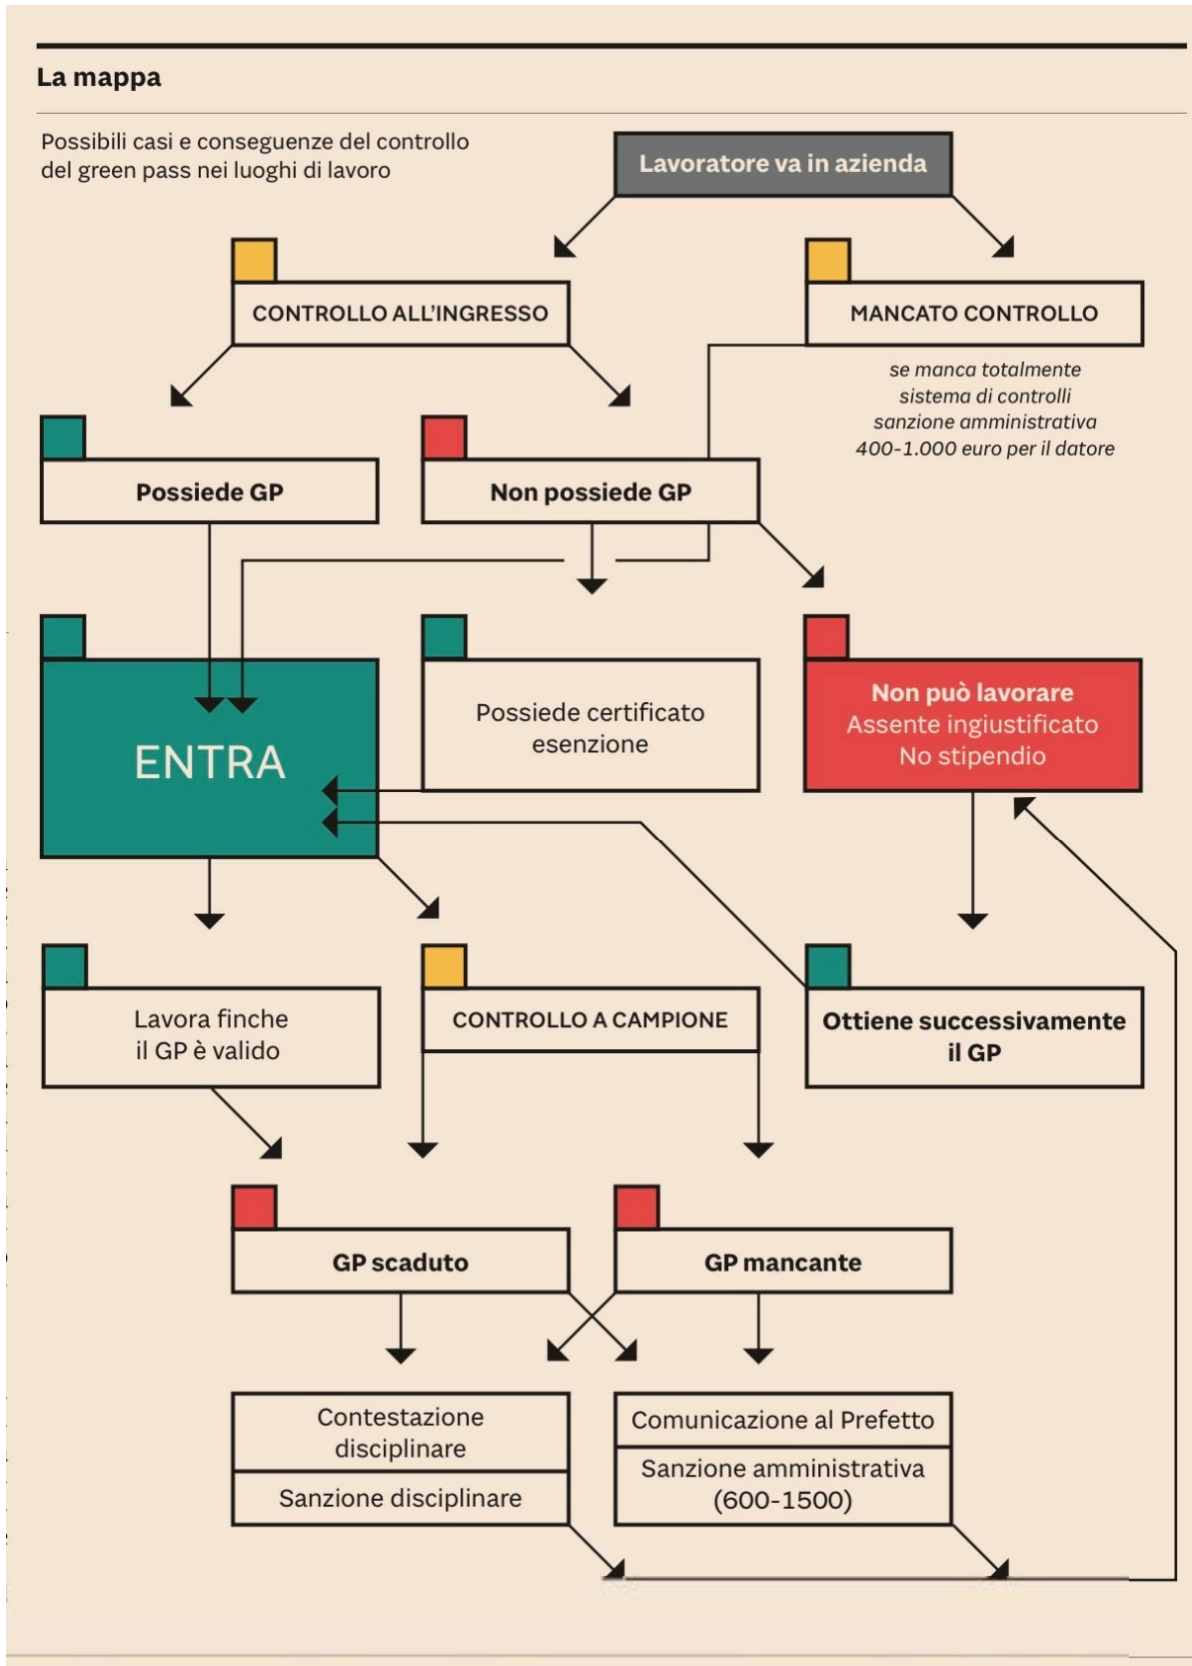 La mappa
Possibili casi e conseguenze del controllo
del green pass nei luoghi di lavoro
Lavoratore va in azienda
CONTROLLO ALL'INGRESSO
MANCATO CONTROLLO
se manca totalmente
sistema di controlli
sanzione amministrativa
400-1.000 euro per il datore
Possiede GP
Non possiede GP
ENTRA
Possiede certificato
esenzione
Non può lavorare
Assente ingiustificato
No stipendio
Lavora finche
il GP è valido
CONTROLLO A CAMPIONE
Ottiene successivamente
il GP
GP scaduto
GP mancante
Contestazione
disciplinare
Sanzione disciplinare
Comunicazione al Prefetto
Sanzione amministrativa
(600-1500)